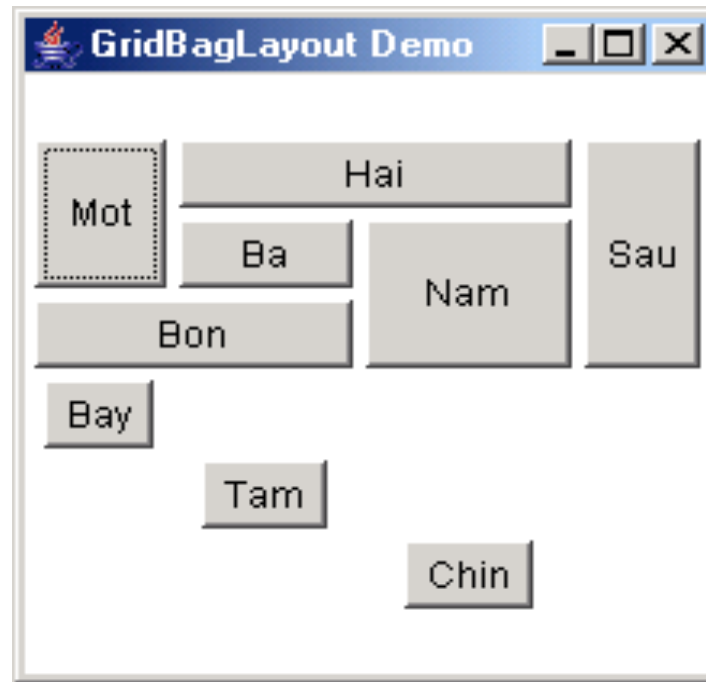 GridBagLayout Demo
Mot
Hai
Ba
Nam
Sau
Bon
Bay
Tam
Chin